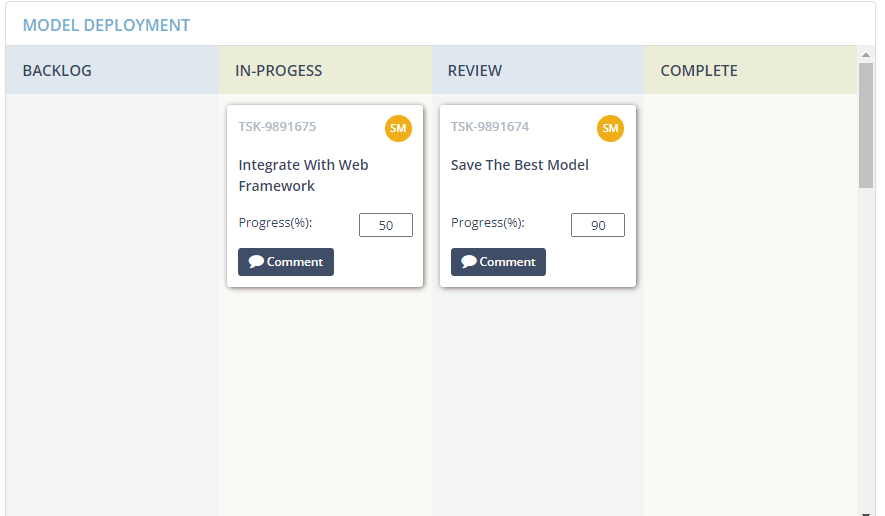 MODEL DEPLOYMENT
BACKLOG
IN-PROGESS
REVIEW
COMPLETE
TSK-9891675
SM
Integrate With Web
Framework
Progress(%):
50
Comment
TSK-9891674
SM
Save The Best Model
Progress(%):
90
Comment